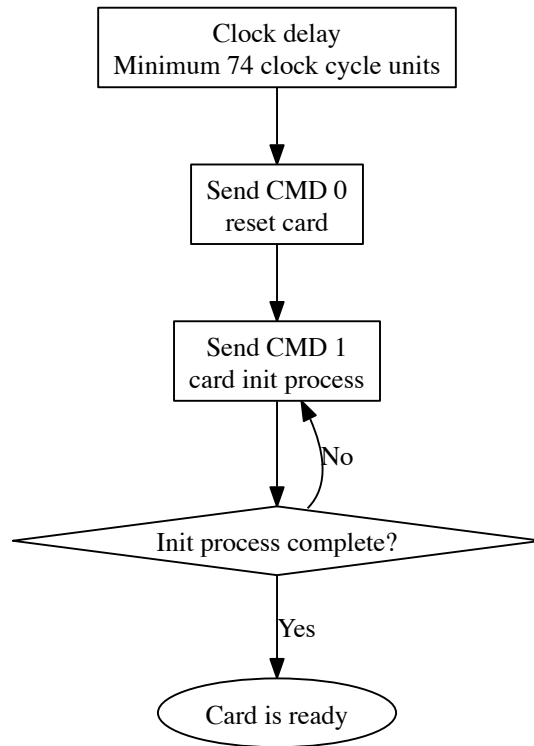 Clock delay
Minimum 74 clock cycle units
Send CMD 0
reset card
Send CMD 1
card init process
No
Init process complete?
Yes
Card is ready